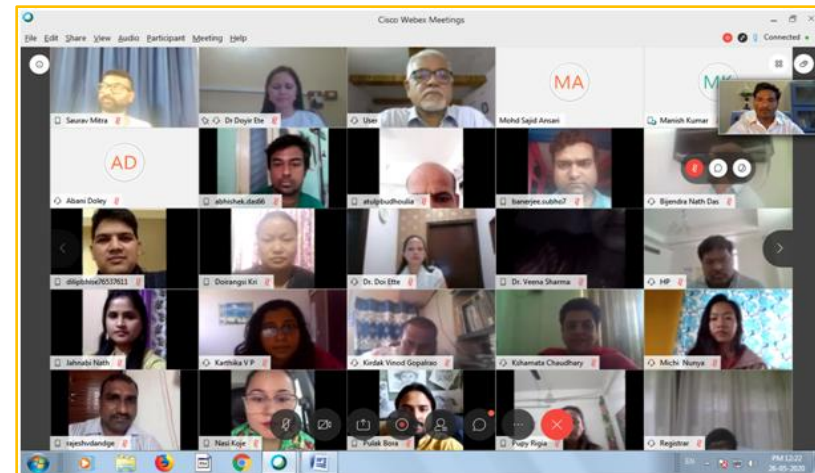 Cisco Webex Meetings
File Edit Share View Audio Participant Meeting Help
Connected
MA
MK
Saurav Mitra
Dr Doyir Ete
User
Mohd Sajid Ansari
Manish Kumar
AD
Abani Doley
abhishek.das86
atulpbudhoulia
banerjee.subho7
Bijendra Nath Das
dilipbhise76537611
Doirangsi Kri
Dr. Doi Ette
Dr. Veena Sharma
HP
Jahnabi Nath
Karthika V P
Kirdak Vinod Gopalrao
Kshamata Chaudhary
Michi Nunya
rajeshvdandge
Nasi Koje
Pulak Bora
Pupy Rigia
Registrar
EN
PM 12:22
26-05-2020